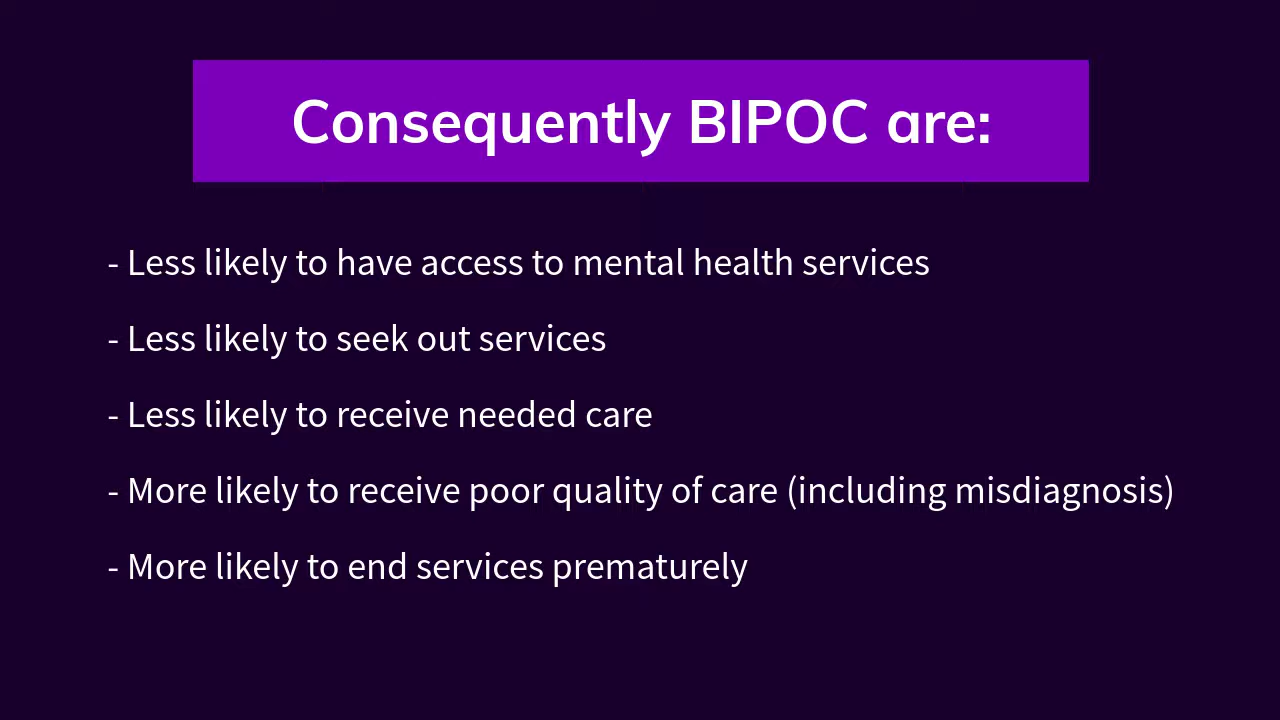 Consequently BIPOC are:
- Less likely to have access to mental health services
- Less likely to seek out services
- Less likely to receive needed care
- More likely to receive poor quality of care (including misdiagnosis)
- More likely to end services prematurely